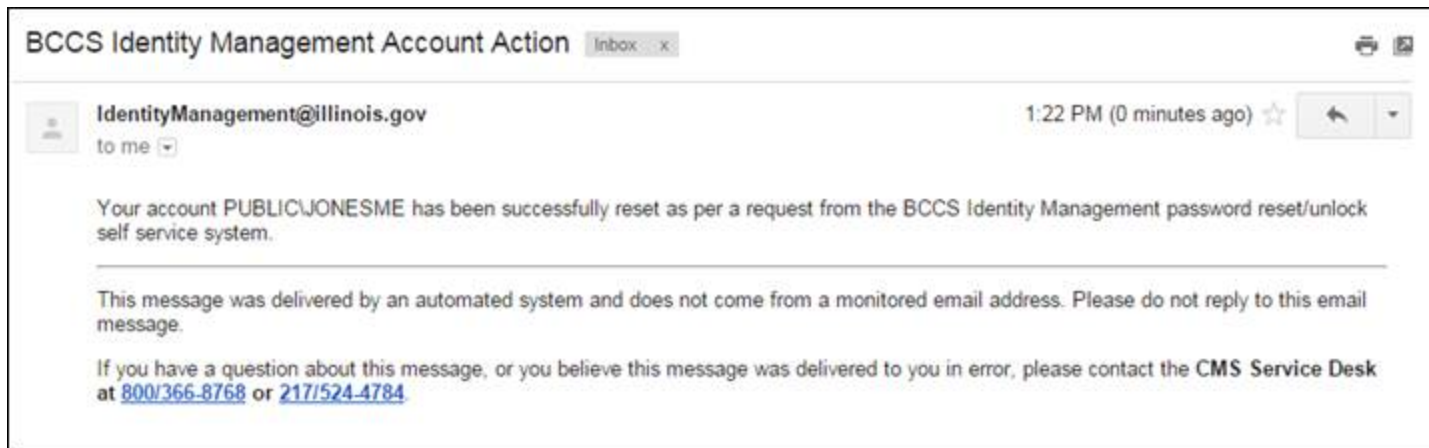 BCCS Identity Management Account Action Inbox x
IdentityManagement@illinois.gov 1:22 PM (0 minutes ago)
to me
Your account PUBLIC\JONESME has been successfully reset as per a request from the BCCS Identity Management password reset/unlock
self service system.
This message was delivered by an automated system and does not come from a monitored email address. Please do not reply to this email
message.
If you have a question about this message, or you believe this message was delivered to you in error, please contact the CMS Service Desk
at 800/366-8768 or 217/524-4784.